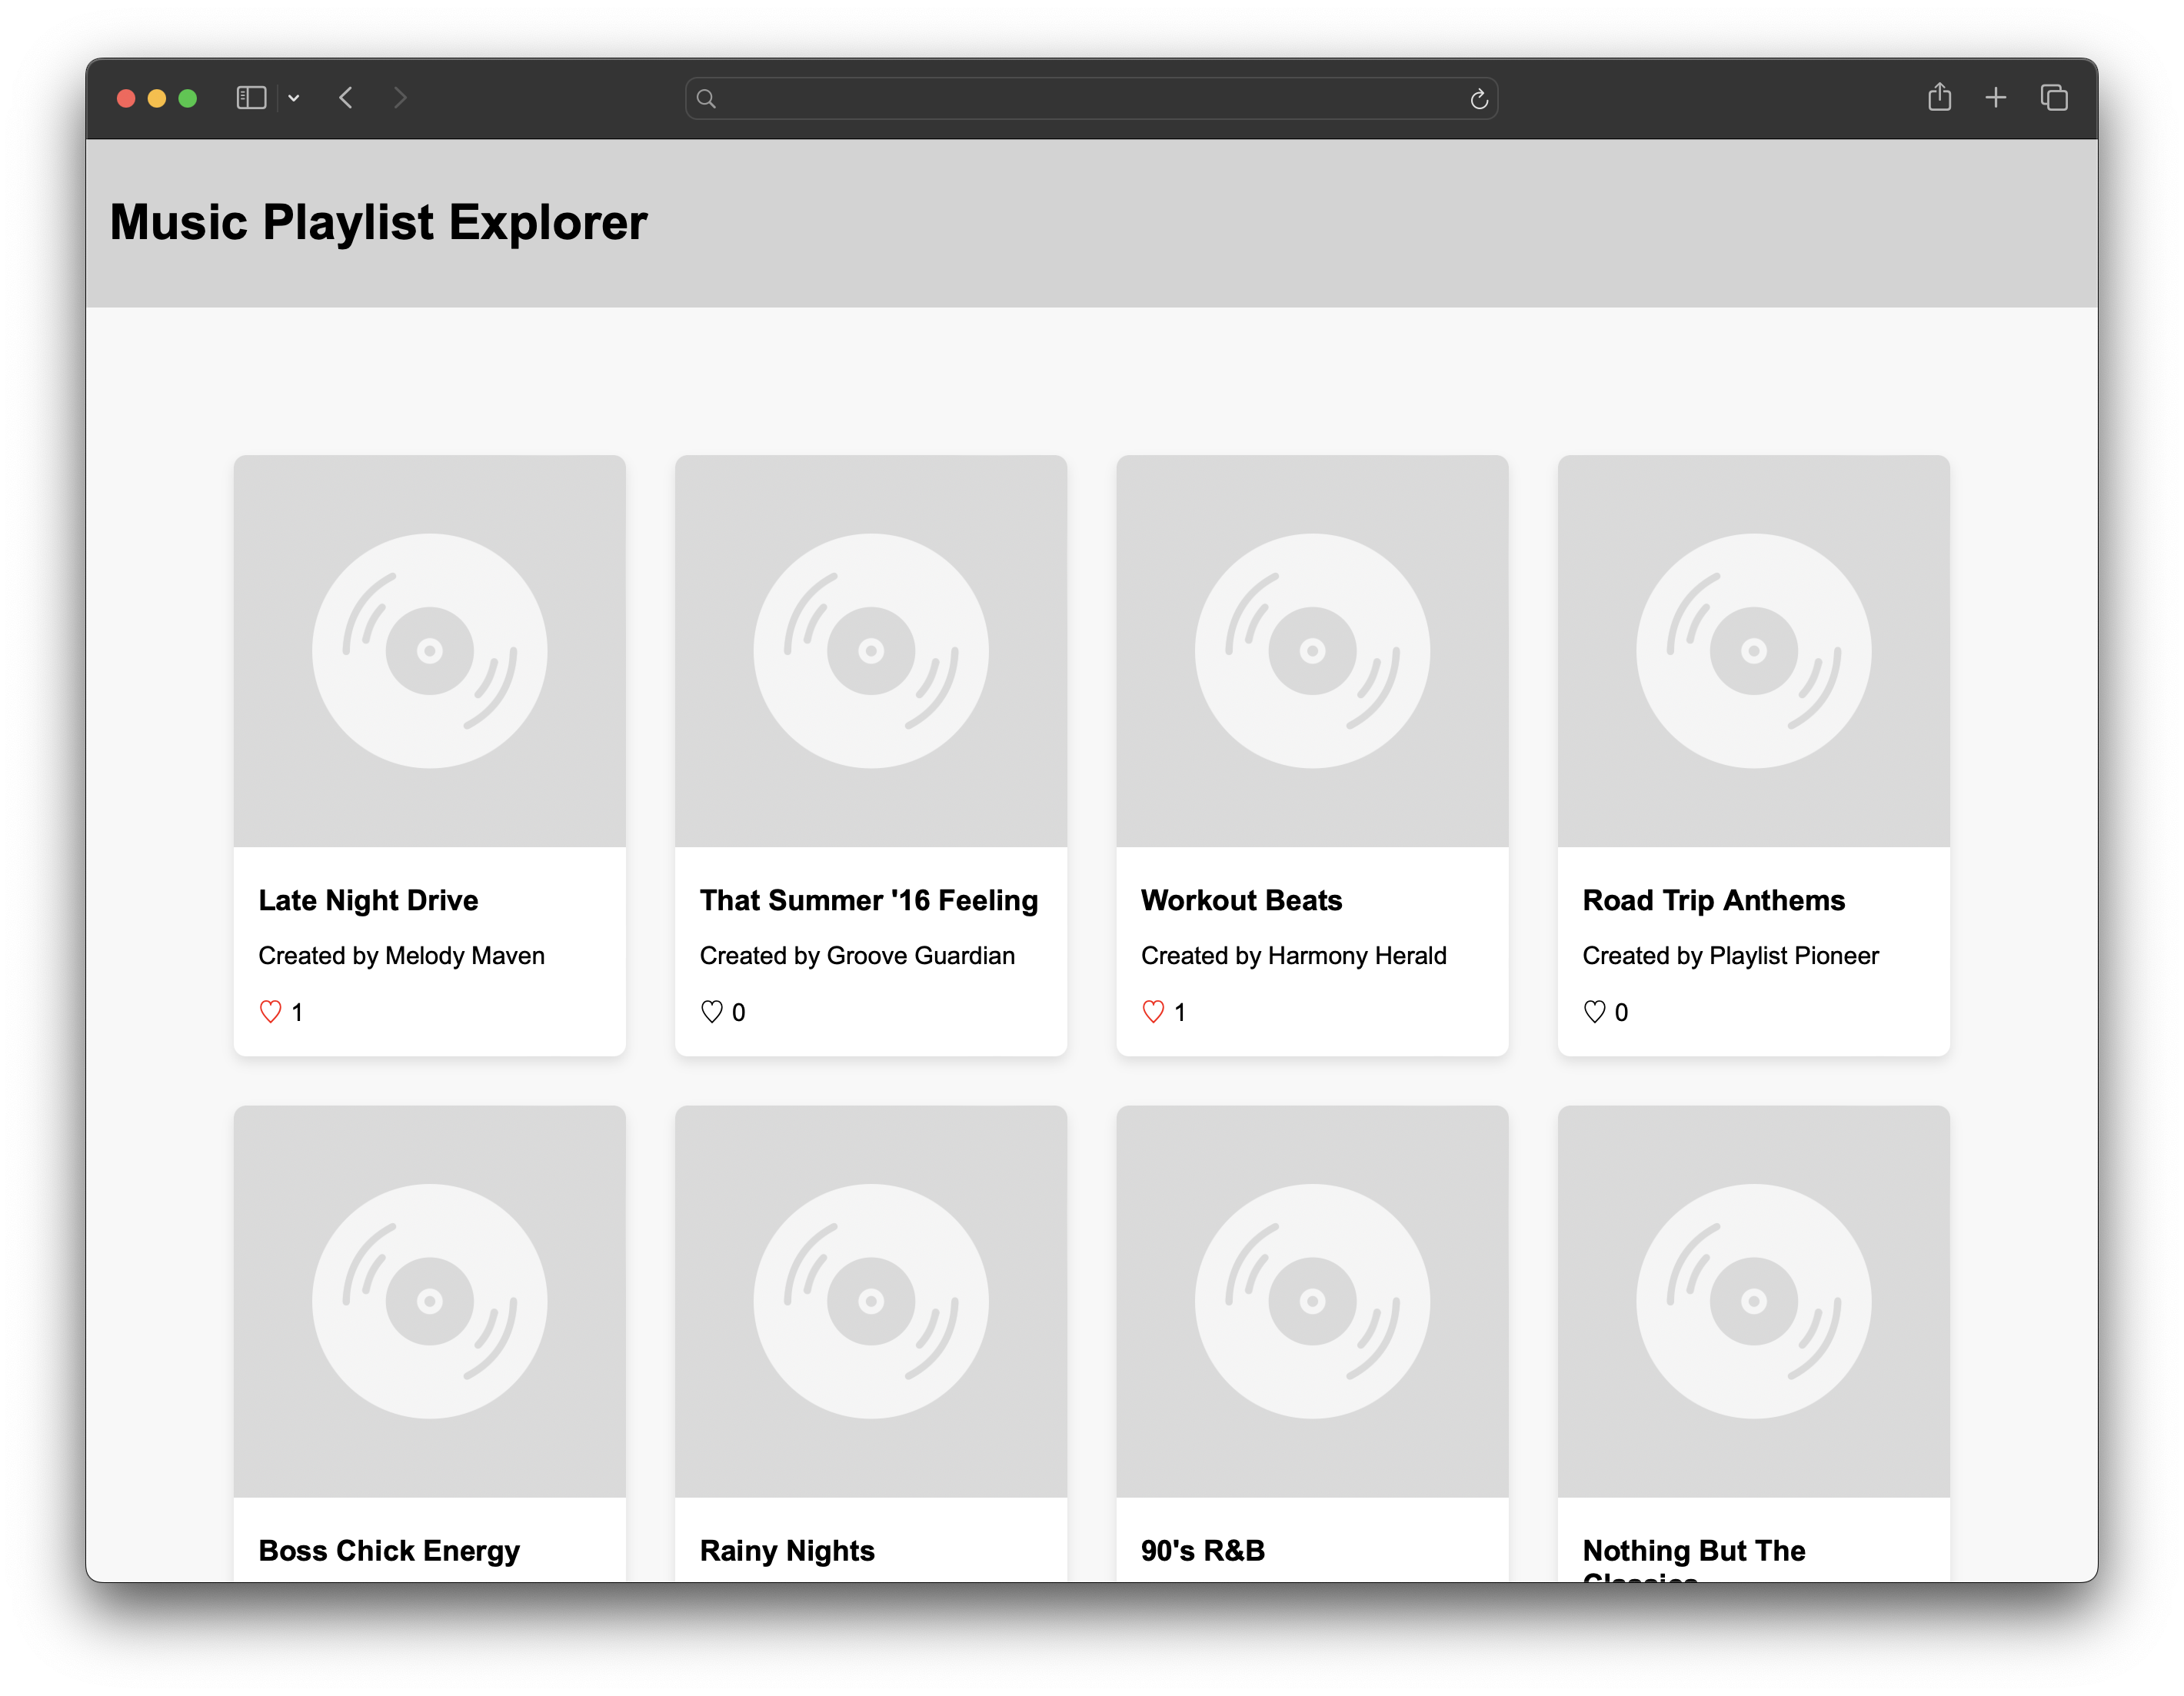 Music Playlist Explorer
Late Night Drive
Created by Melody Maven
♡ 1
That Summer '16 Feeling
Created by Groove Guardian
♡ 0
Workout Beats
Created by Harmony Herald
♡ 1
Road Trip Anthems
Created by Playlist Pioneer
♡ 0
Boss Chick Energy
Rainy Nights
90's R&B
Nothing But The